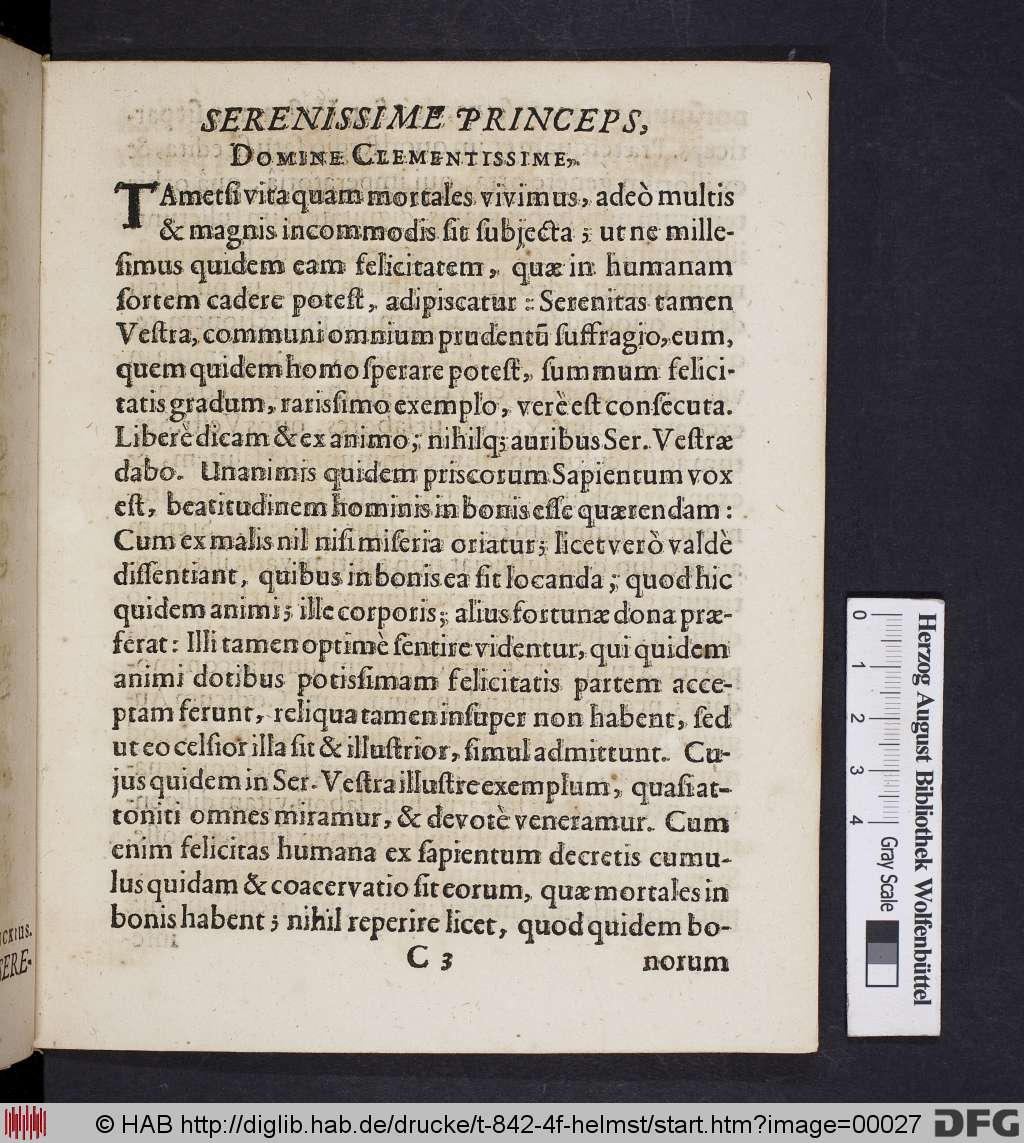 SERENISSIME PRINCEPS,
DOMINE CLEMENTISSIME,
TAmetſi vita quam mortales vivimus, adeò multis
& magnis incommodis ſit ſubjecta; ut ne mille-
ſimus quidem eam felicitatem, quæ in humanam
ſortem cadere poteſt, adipiscatur: Serenitas tamen
Veſtra, communi omnium prudentũ ſuffragio, eum,
quem quidem homo ſperare poteſt, ſummum felici-
tatis gradum, rarisſimo exemplo, verè eſt conſecuta.
Liberè dicam & ex animo; nihilq; auribus Ser. Veſtræ
dabo. Unanimis quidem priscorum Sapientum vox
eſt, beatitudinem hominis in bonis eſſe quærendam:
Cum ex malis nil niſi miſeria oriatur; licet verò valdè
diſſentiant, quibus in bonis ea ſit locanda; quod hic
quidem animi; ille corporis; alius fortunæ dona præ-
ferat: Illi tamen optimè ſentire videntur, qui quidem
animi dotibus potisſimam felicitatis partem acce-
ptam ferunt, reliqua tamen inſuper non habent, ſed
ut eo celſior illa ſit & illuſtrior, ſimul admittunt. Cu-
jus quidem in Ser. Veſtra illuſtre exemplum, quaſi at-
toniti omnes miramur, & devotè veneramur. Cum
enim felicitas humana ex ſapientum decretis cumu-
lus quidam & coacervatio ſit eorum, quæ mortales in
bonis habent; nihil reperire licet, quod quidem bo-
C 3 norum
SERE-
0 1 2 3 4
Gray Scale
Herzog August Bibliothek Wolfenbüttel
© HAB http://diglib.hab.de/drucke/t-842-4f-helmst/start.htm?image=00027
DFG